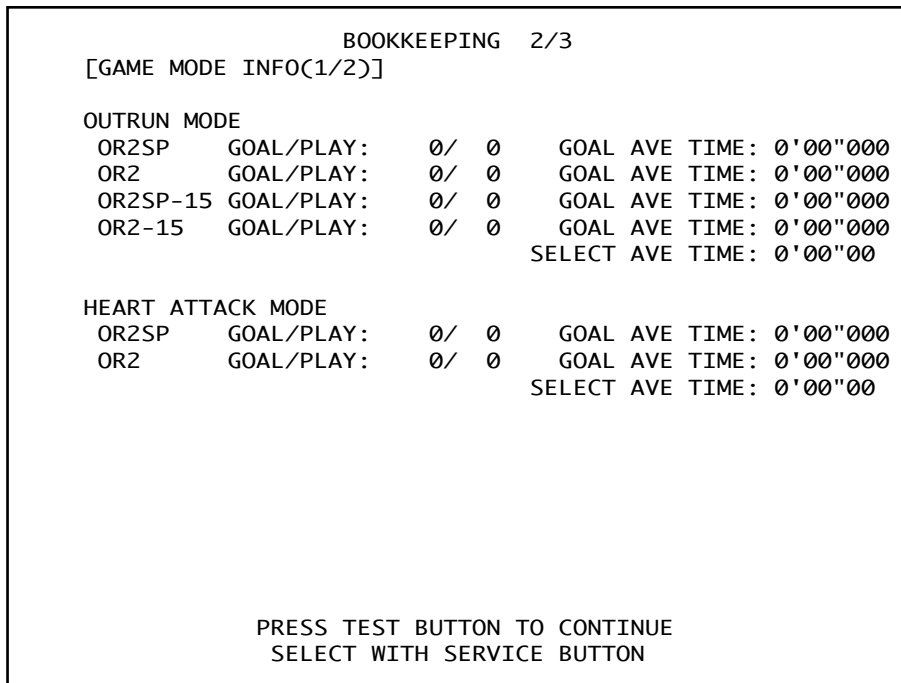 BOOKKEEPING 2/3
[GAME MODE INFO(1/2)]
OUTRUN MODE
OR2SP GOAL/PLAY: 0/ 0 GOAL AVE TIME: 0'00"000
OR2 GOAL/PLAY: 0/ 0 GOAL AVE TIME: 0'00"000
OR2SP-15 GOAL/PLAY: 0/ 0 GOAL AVE TIME: 0'00"000
OR2-15 GOAL/PLAY: 0/ 0 GOAL AVE TIME: 0'00"000
SELECT AVE TIME: 0'00"00
HEART ATTACK MODE
OR2SP GOAL/PLAY: 0/ 0 GOAL AVE TIME: 0'00"000
OR2 GOAL/PLAY: 0/ 0 GOAL AVE TIME: 0'00"000
SELECT AVE TIME: 0'00"00
PRESS TEST BUTTON TO CONTINUE
SELECT WITH SERVICE BUTTON